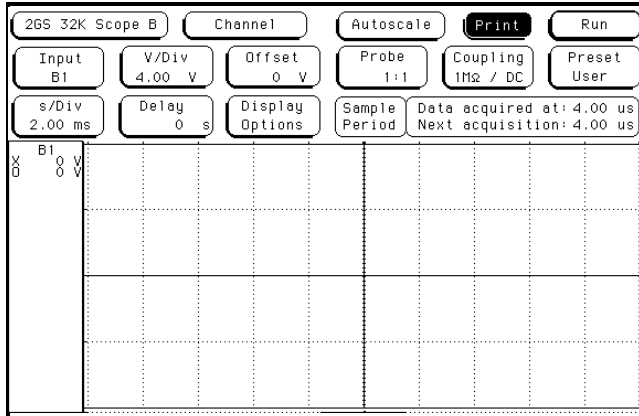 2GS 32K Scope B Channel Autoscale Print Run
Input V/Div Offset Probe Coupling Preset
B1 4.00 V 0 V 1:1 1MΩ / DC User
s/Div Delay Display Sample Data acquired at: 4.00 us
2.00 ms 0 s Options Period Next acquisition: 4.00 us
B1
X 0 V
O 0 V